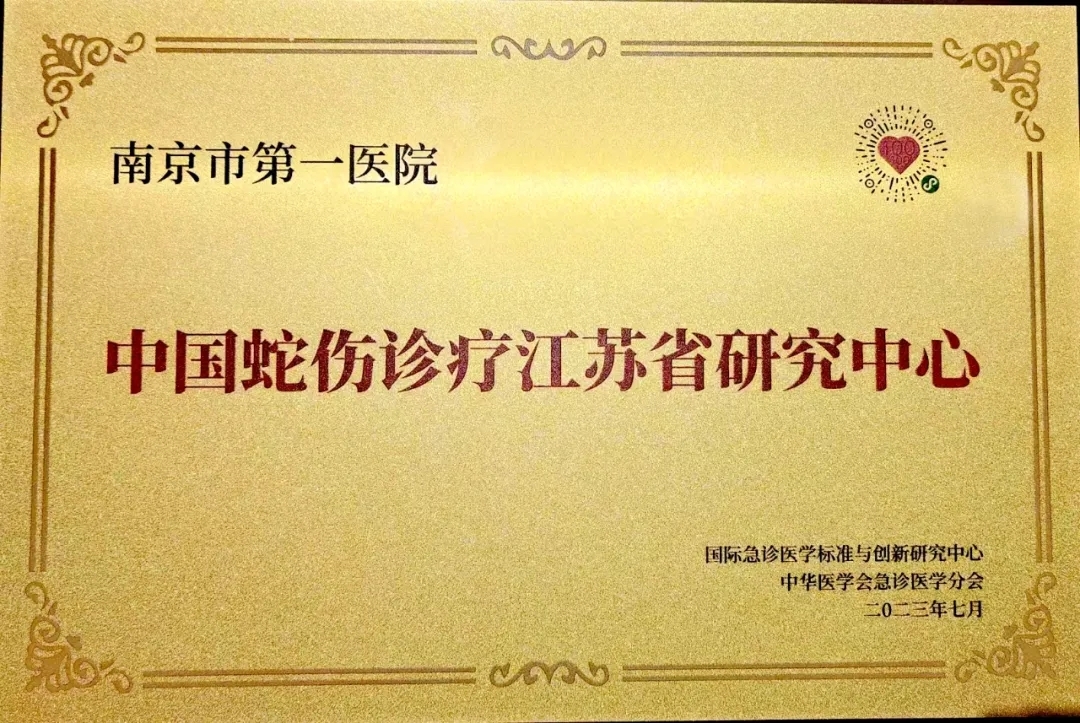 南京市第一医院
中国蛇伤诊疗江苏省研究中心
国际急诊医学标准与创新研究中心
中华医学会急诊医学分会
二0二三年七月